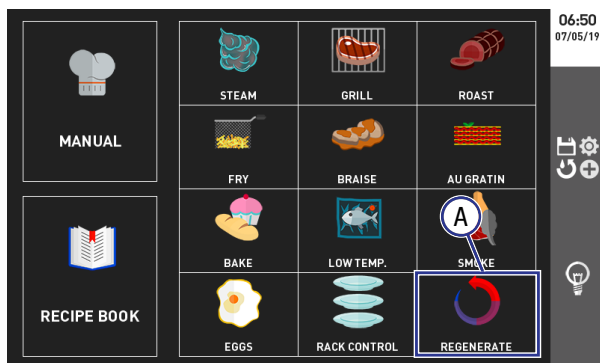 06:50
07/05/19
MANUAL
STEAM
GRILL
ROAST
FRY
BRAISE
AU GRATIN
A
RECIPE BOOK
BAKE
LOW TEMP.
SMOKE
EGGS
RACK CONTROL
REGENERATE